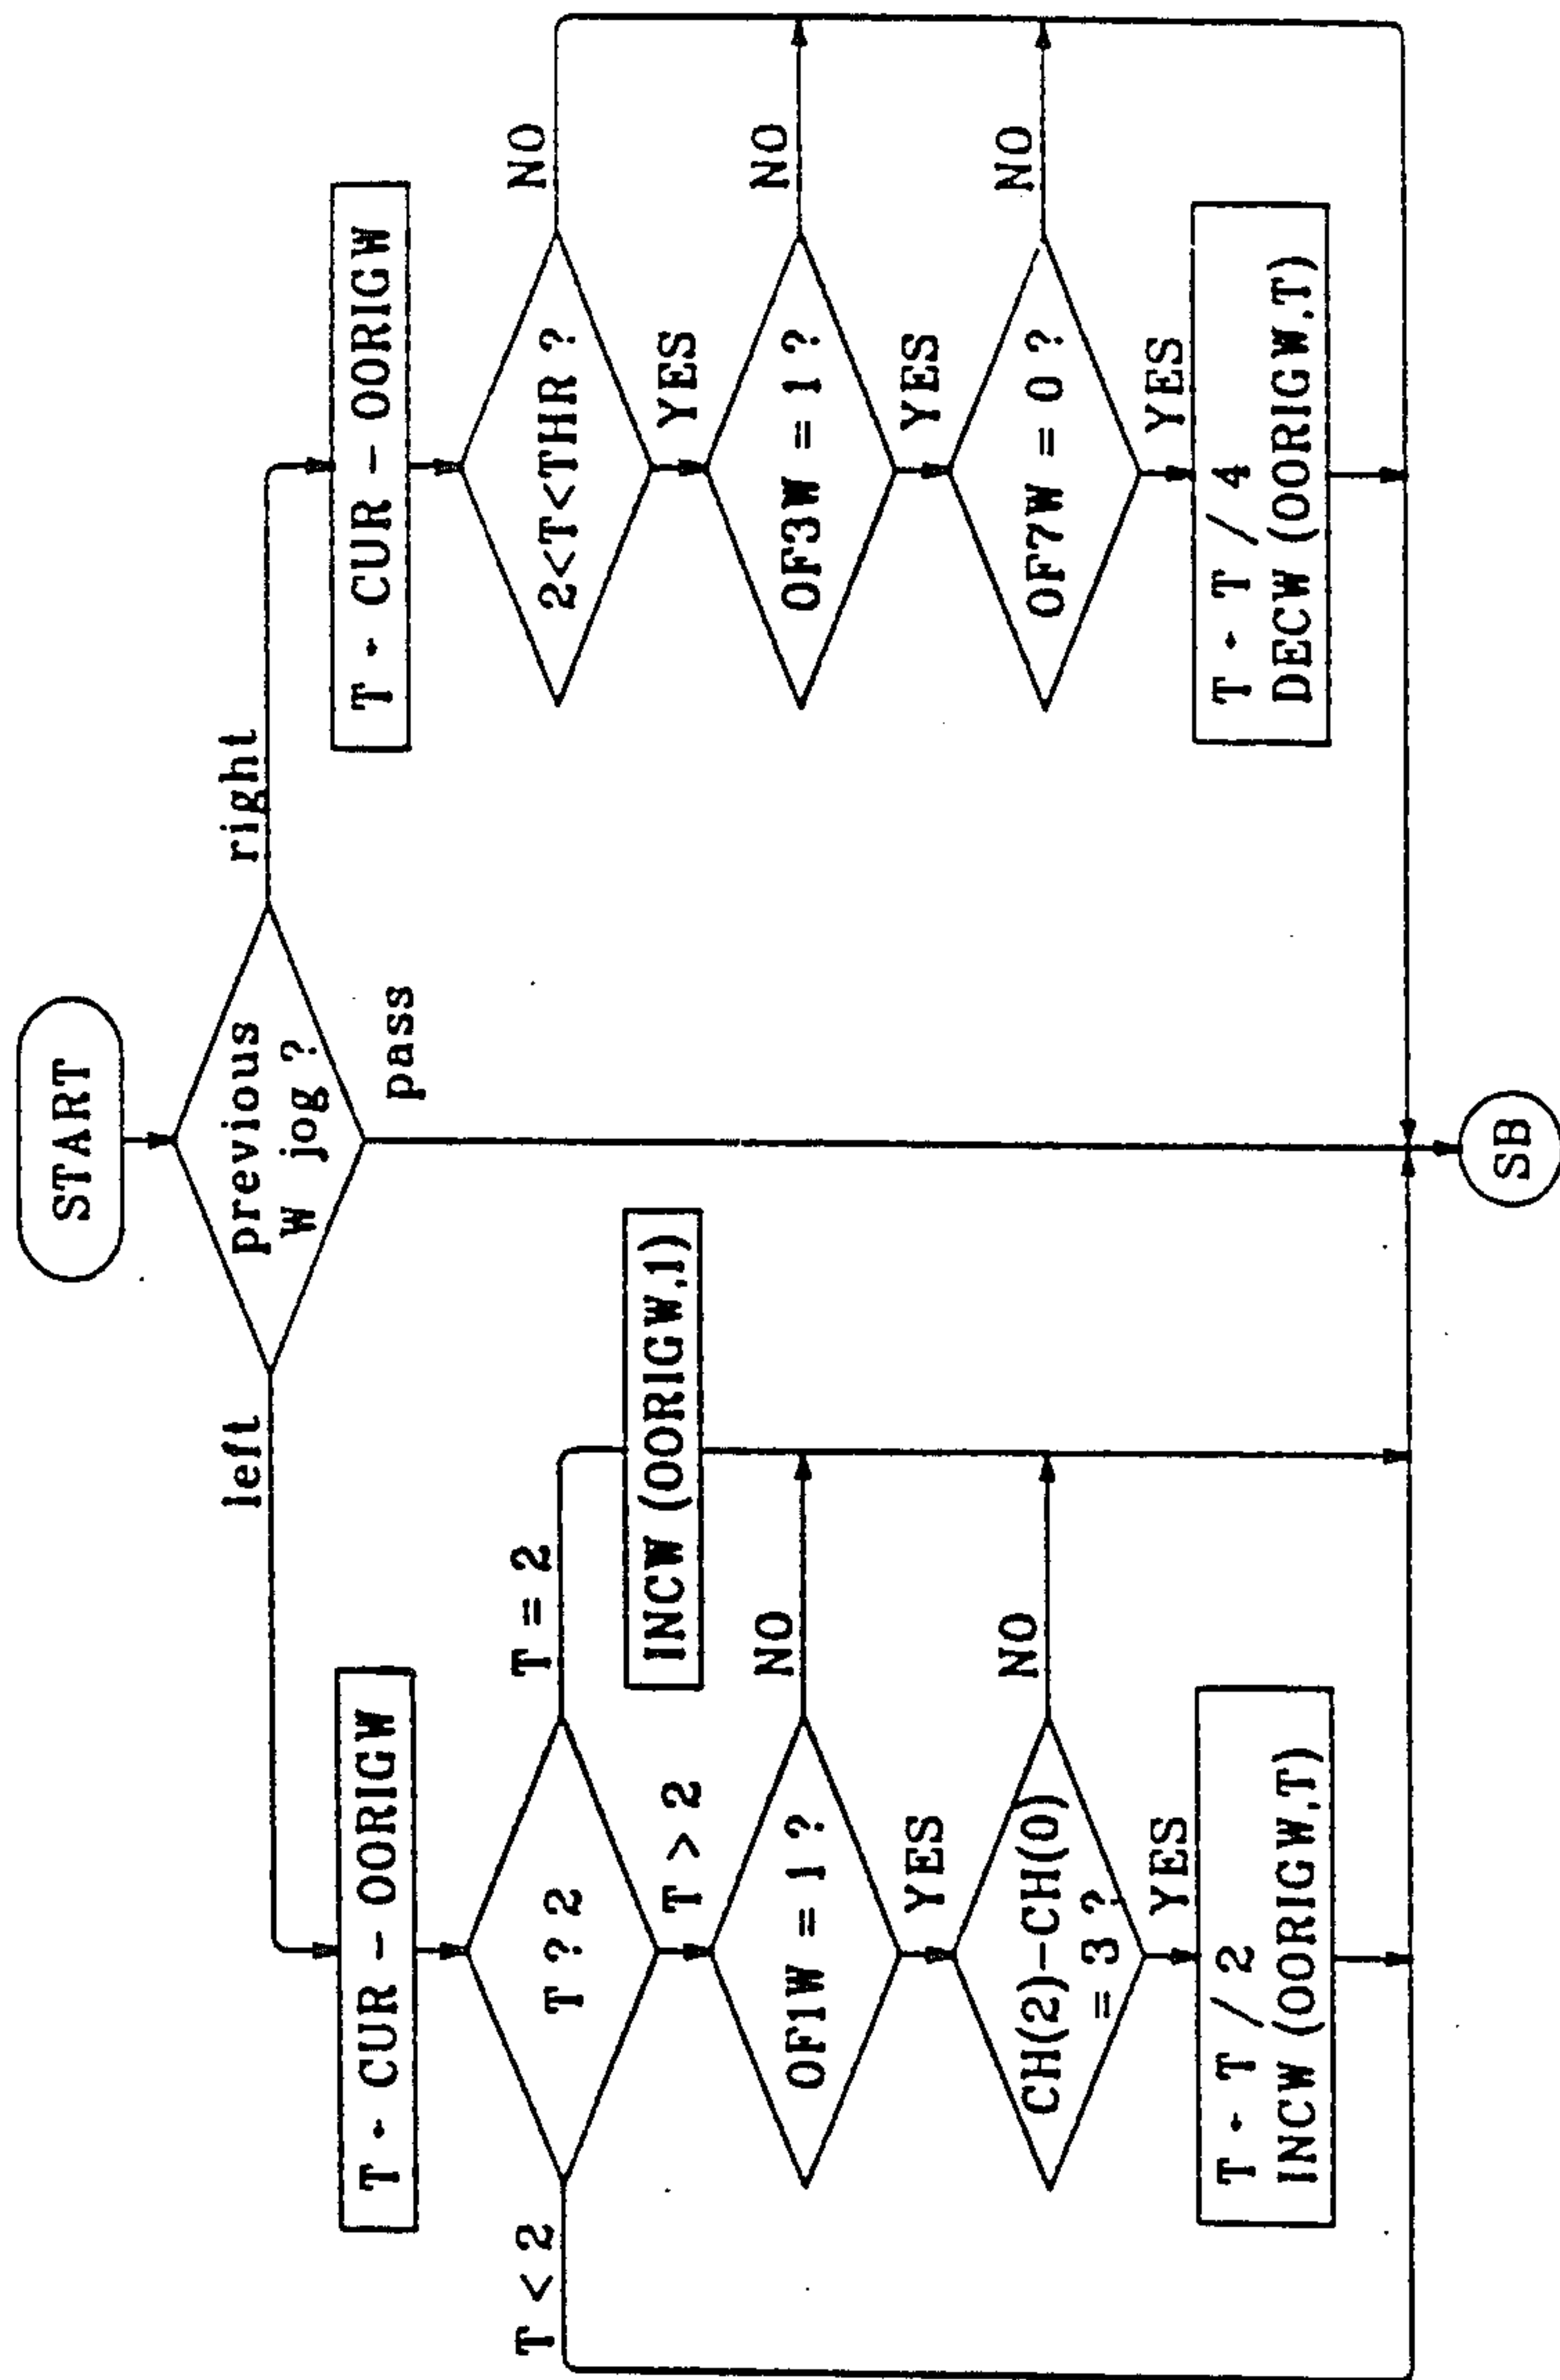 START
previous
W jog ?
left
right
pass
T ← CUR - OORIGW
T ? 2
T < 2
T = 2
T > 2
INCW (OORIGW,1)
OF1W = 1 ?
NO
YES
CH(2)-CH(0)
= 3 ?
NO
YES
T ← T / 2
INCW (OORIGW,T)
T ← CUR - OORIGW
2<T<THR ?
NO
YES
OF3W = 1 ?
NO
YES
OF7W = 0 ?
NO
YES
T ← T / 4
DECW (OORIGW,T)
SB